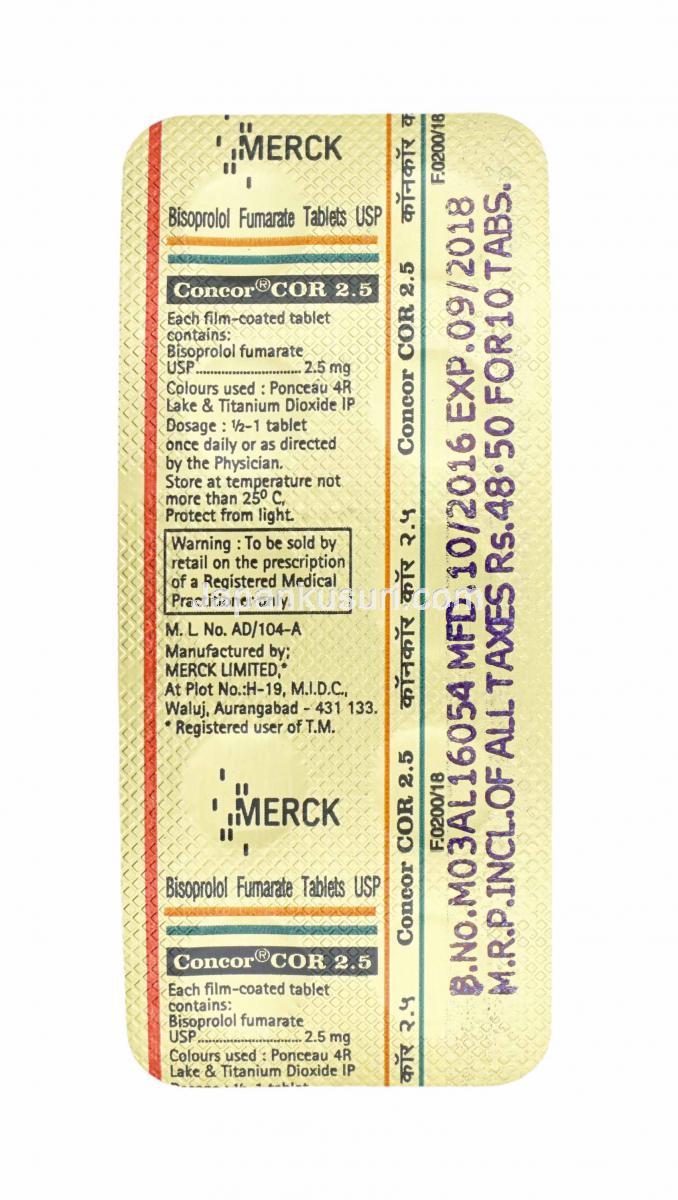 MERCK
Bisoprolol Fumarate Tablets USP
Concor®COR 2.5
Each film-coated tablet
contains:
Bisoprolol fumarate
USP.............................. 2.5 mg
Colours used : Ponceau 4R
Lake & Titanium Dioxide IP
Dosage : ½-1 tablet
once daily or as directed
by the Physician.
Store at temperature not
more than 25⁰ C,
Protect from light.
Warning : To be sold by
retail on the prescription
of a Registered Medical
Practitioner only.
M. L. No. AD/104-A
Manufactured by:
MERCK LIMITED,*
At Plot No.:H-19, M.I.D.C.,
Waluj, Aurangabad - 431 133.
* Registered user of T.M.
MERCK
Bisoprolol Fumarate Tablets USP
Concor®COR 2.5
Each film-coated tablet
contains:
Bisoprolol fumarate
USP.............................. 2.5 mg
Colours used : Ponceau 4R
Lake & Titanium Dioxide IP
Dosage : ½-1 tablet
कॉर २.५ Concor COR 2.5 कॉनकॉर कॉर २.५ Concor COR 2.5 कॉनकॉर क
F.0200/18 F.0200/18
B.No.M03AL16054 MFD.10/2016 EXP.09/2018
M.R.P.INCL.OF ALL TAXES Rs.48.50 FOR10 TABS.
Japankusuri.com